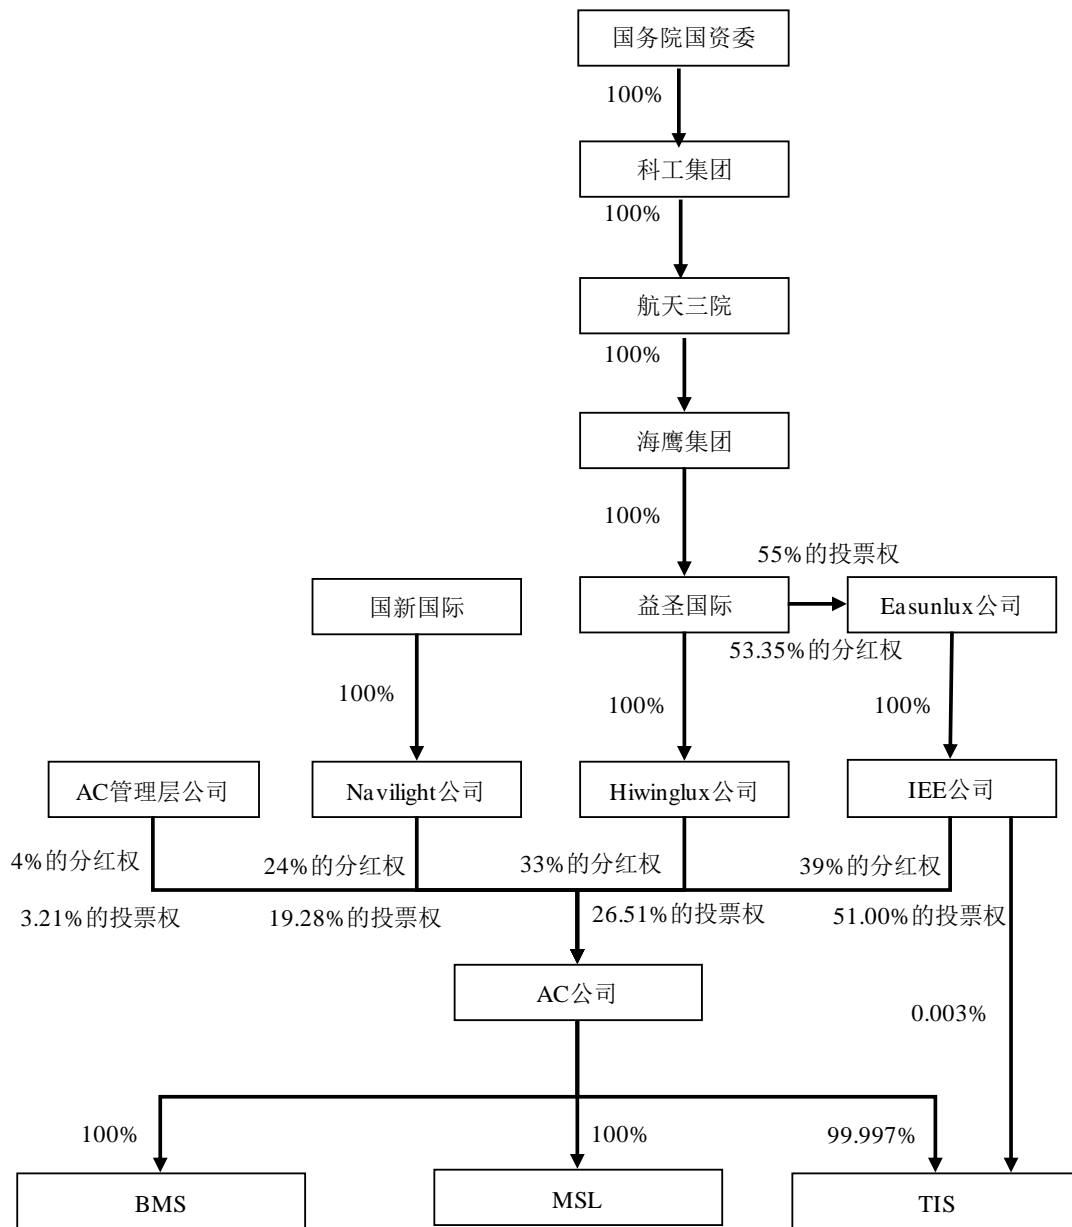 国务院国资委
100%
科工集团
100%
航天三院
100%
海鹰集团
100%
55%的投票权
国新国际
益圣国际
Easunlux公司
53.35%的分红权
100%
100%
100%
AC管理层公司
Navilight公司
Hiwinglux公司
IEE公司
4%的分红权
24%的分红权
33%的分红权
39%的分红权
3.21%的投票权
19.28%的投票权
26.51%的投票权
51.00%的投票权
AC公司
0.003%
100%
100%
99.997%
BMS
MSL
TIS